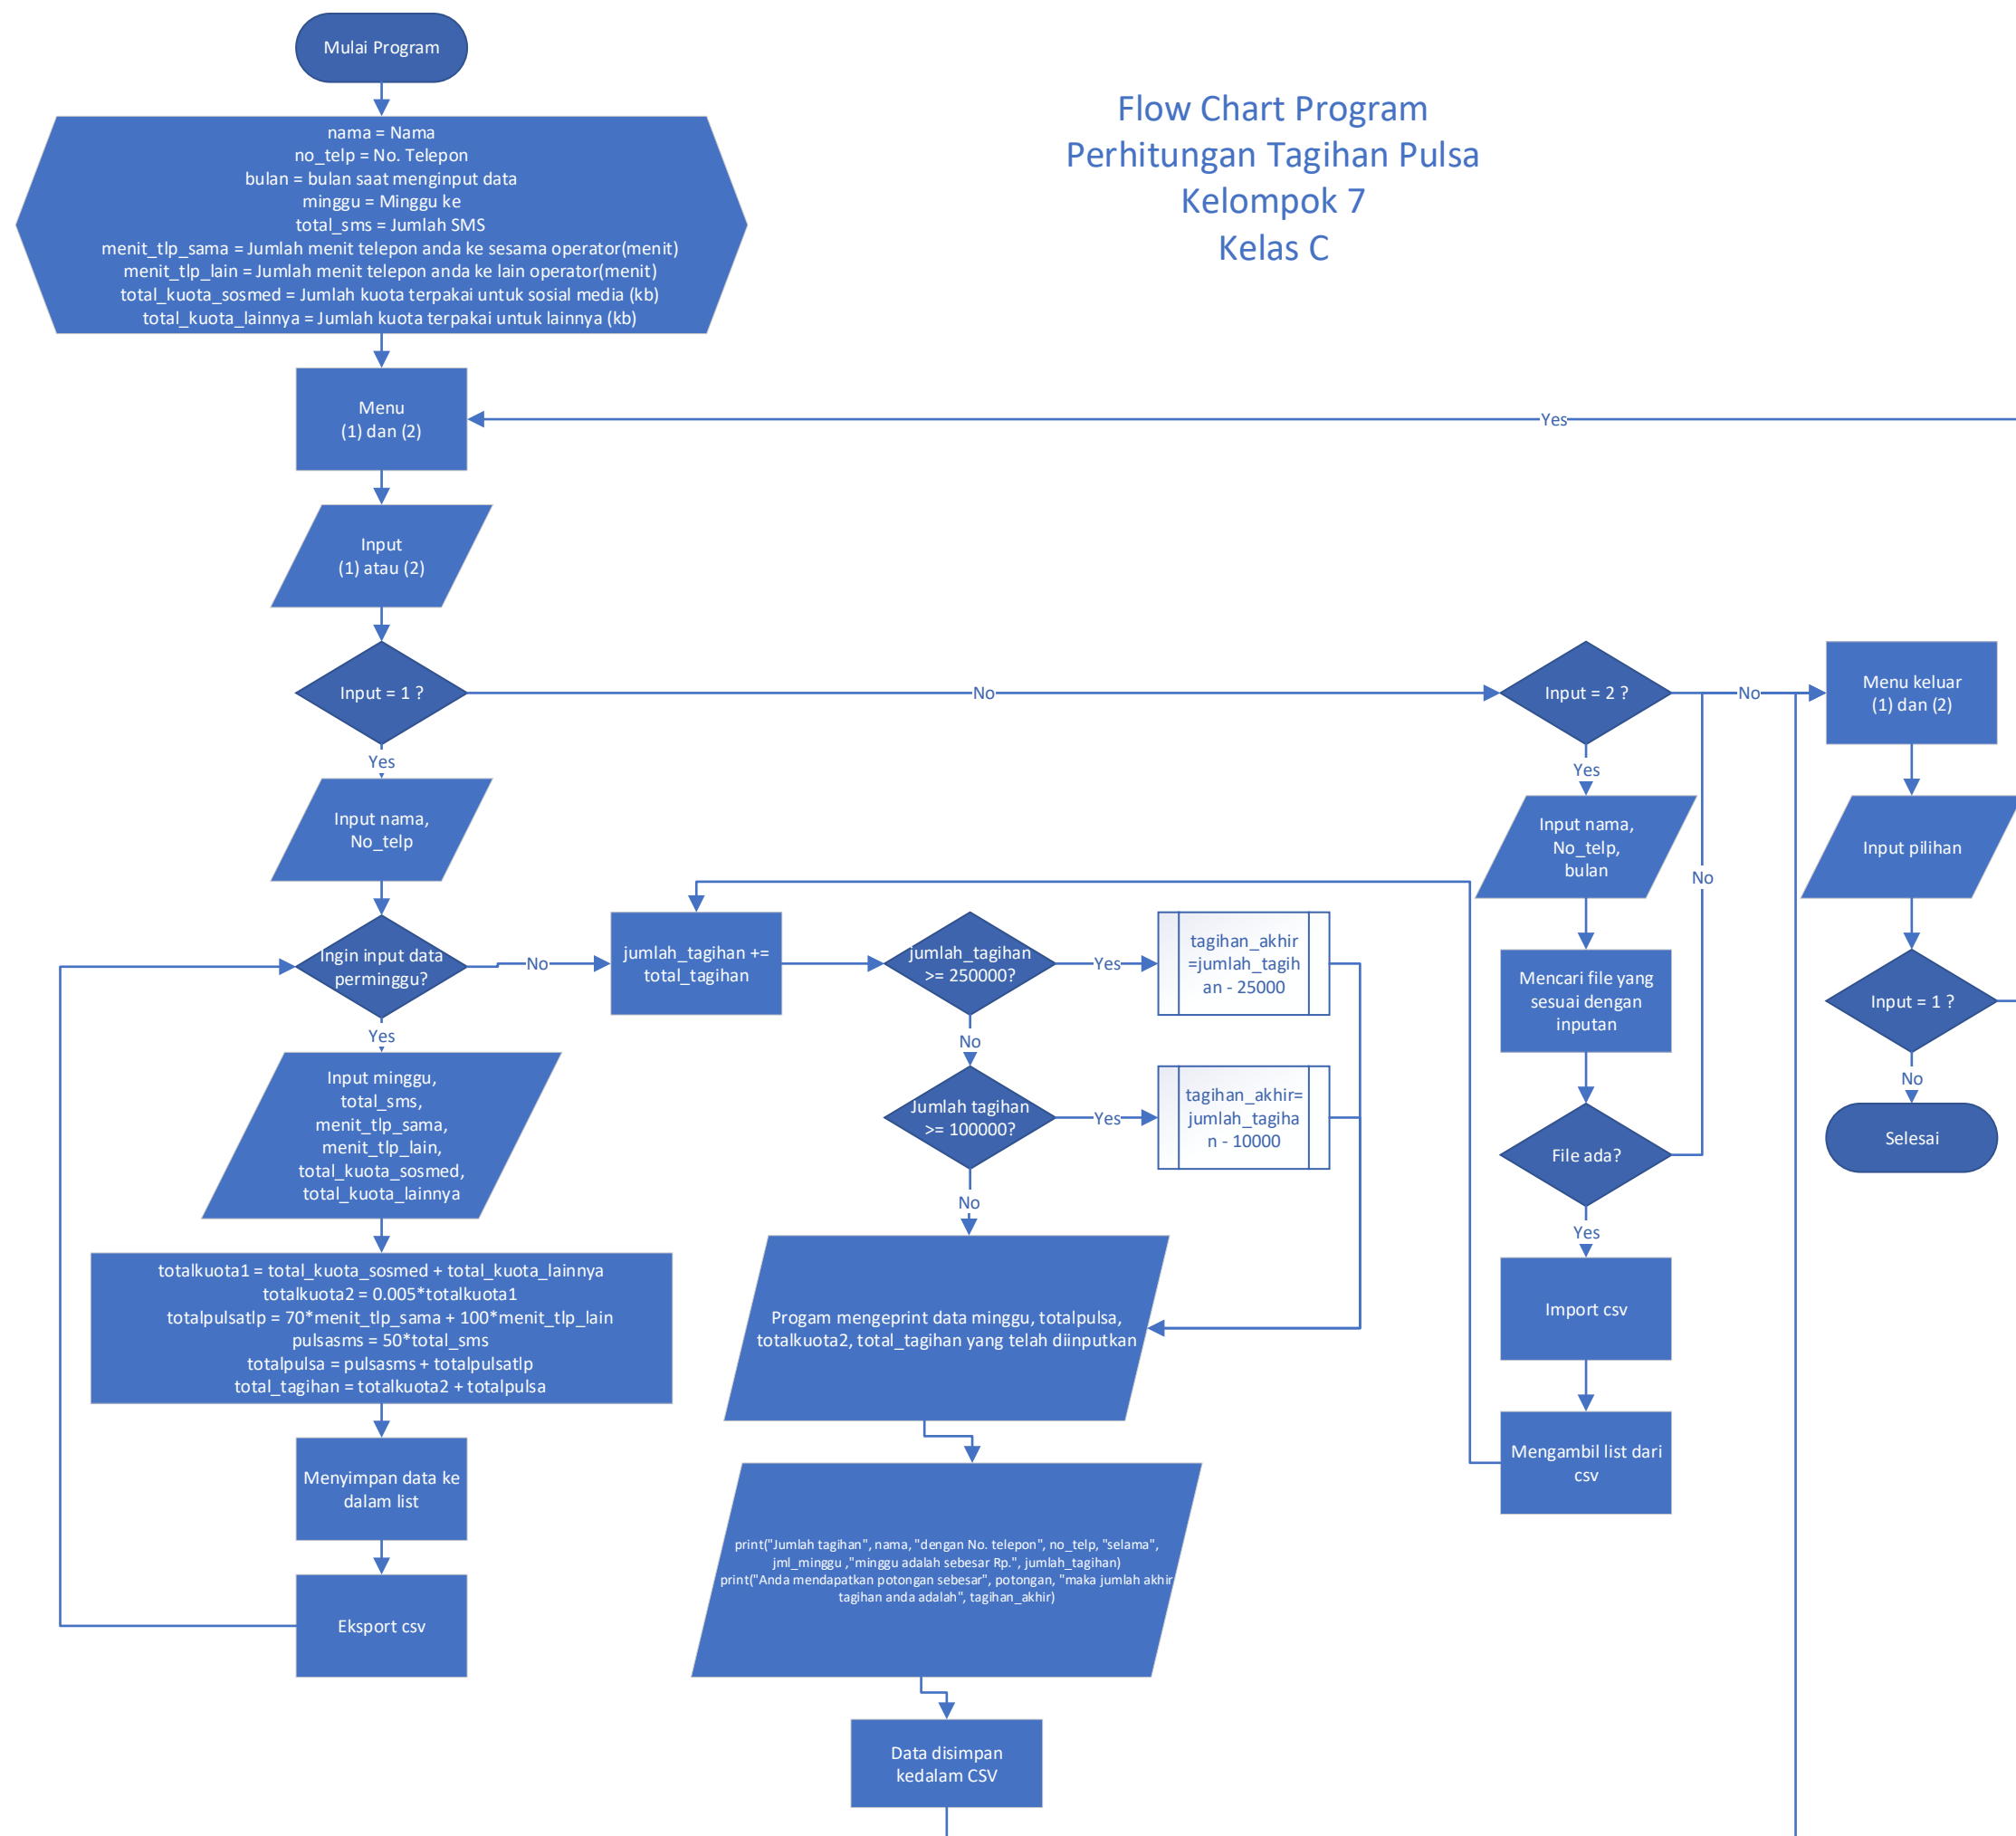 Mulai Program
Flow Chart Program
Perhitungan Tagihan Pulsa
Kelompok 7
Kelas C
nama = Nama
no_telp = No. Telepon
bulan = bulan saat menginput data
minggu = Minggu ke
total_sms = Jumlah SMS
menit_tlp_sama = Jumlah menit telepon anda ke sesama operator(menit)
menit_tlp_lain = Jumlah menit telepon anda ke lain operator(menit)
total_kuota_sosmed = Jumlah kuota terpakai untuk sosial media (kb)
total_kuota_lainnya = Jumlah kuota terpakai untuk lainnya (kb)
Menu
(1) dan (2)
Yes
Input
(1) atau (2)
Input = 1 ?
No
Input = 2 ?
No
Menu keluar
(1) dan (2)
Yes
Input nama,
No_telp
Ingin input data
perminggu?
No
Yes
Input minggu,
total_sms,
menit_tlp_sama,
menit_tlp_lain,
total_kuota_sosmed,
total_kuota_lainnya
totalkuota1 = total_kuota_sosmed + total_kuota_lainnya
totalkuota2 = 0.005*totalkuota1
totalpulsatlp = 70*menit_tlp_sama + 100*menit_tlp_lain
pulsasms = 50*total_sms
totalpulsa = pulsasms + totalpulsatlp
total_tagihan = totalkuota2 + totalpulsa
Menyimpan data ke
dalam list
Eksport csv
jumlah_tagihan +=
total_tagihan
jumlah_tagihan
>= 250000?
Yes
tagihan_akhir
=jumlah_tagih
an - 25000
No
Jumlah tagihan
>= 100000?
Yes
tagihan_akhir=
jumlah_tagiha
n - 10000
No
Progam mengeprint data minggu, totalpulsa,
totalkuota2, total_tagihan yang telah diinputkan
print("Jumlah tagihan", nama, "dengan No. telepon", no_telp, "selama",
jml_minggu ,"minggu adalah sebesar Rp.", jumlah_tagihan)
print("Anda mendapatkan potongan sebesar", potongan, "maka jumlah akhir
tagihan anda adalah", tagihan_akhir)
Data disimpan
kedalam CSV
Yes
Input nama,
No_telp,
bulan
No
Mencari file yang
sesuai dengan
inputan
File ada?
Yes
Import csv
Mengambil list dari
csv
Input pilihan
Input = 1 ?
No
Selesai